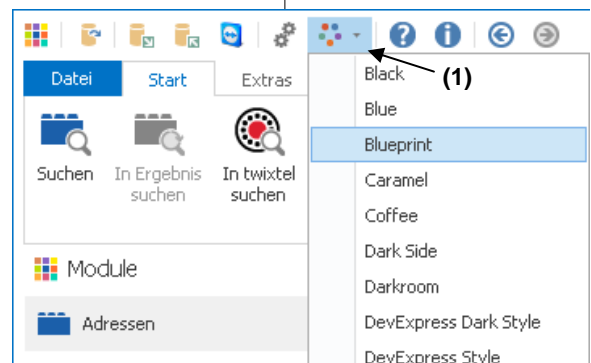 Datei Start Extras
Suchen In Ergebnis suchen In twixtel suchen
Module
Adressen
(1)
Black
Blue
Blueprint
Caramel
Coffee
Dark Side
Darkroom
DevExpress Dark Style
DevExpress Style